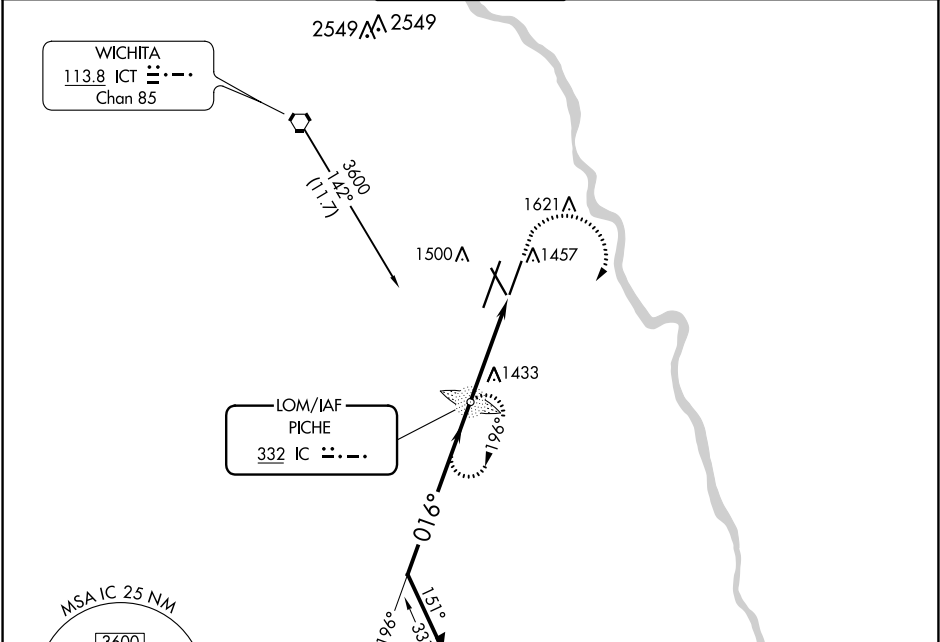 2549 2549
WICHITA
113.8 ICT
Chan 85
3600
142°
(11.7)
1621
1500
1457
1433
LOM/IAF
PICHE
332 IC
196°
016°
151°
196°
MSA IC 25 NM
3600